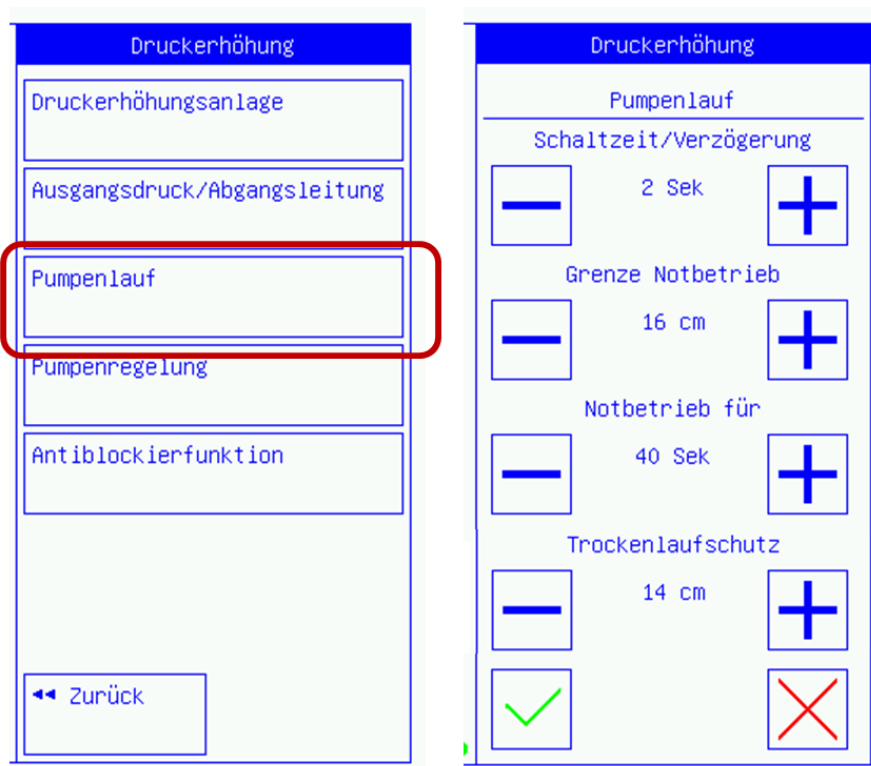 Druckerhöhung
Druckerhöhungsanlage
Ausgangsdruck/Abgangsleitung
Pumpenlauf
Pumpenregelung
Antiblockierfunktion
◄◄ Zurück
Druckerhöhung
Pumpenlauf
Schaltzeit/Verzögerung
2 Sek
Grenze Notbetrieb
16 cm
Notbetrieb für
40 Sek
Trockenlaufschutz
14 cm